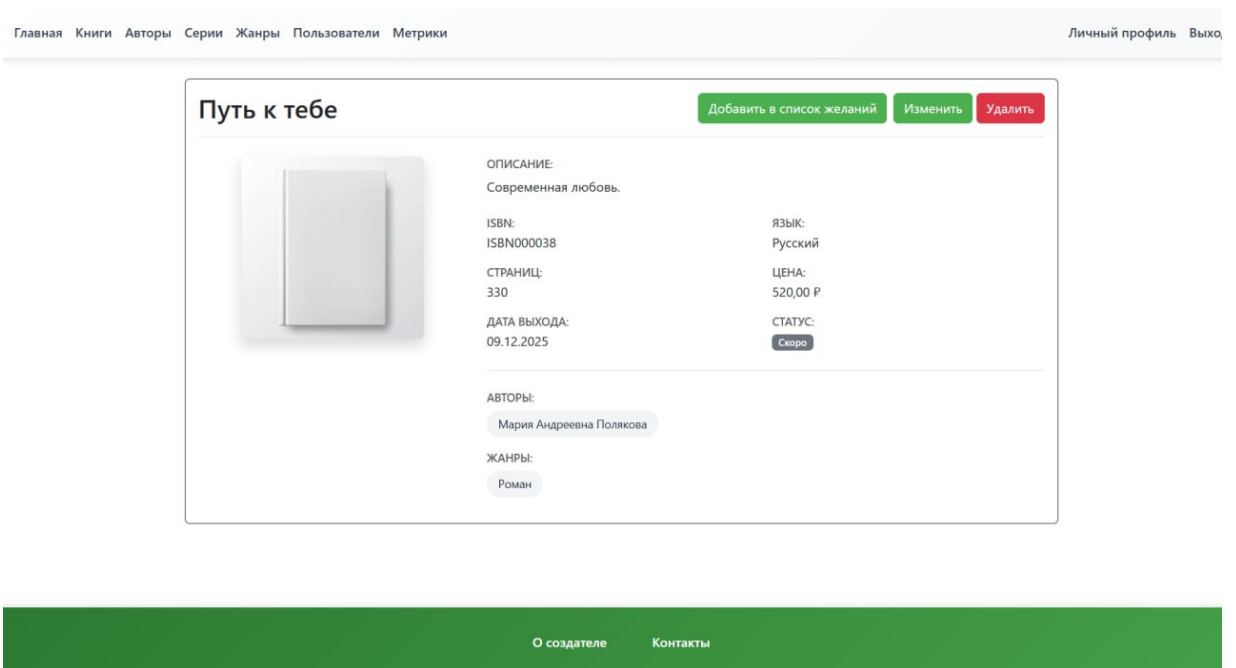 Главная Книги Авторы Серии Жанры Пользователи Метрики Личный профиль Выход
Путь к тебе Добавить в список желаний Изменить Удалить
ОПИСАНИЕ:
Современная любовь.
ISBN: ЯЗЫК:
ISBN000038 Русский
СТРАНИЦ: ЦЕНА:
330 520,00 ₽
ДАТА ВЫХОДА: СТАТУС:
09.12.2025 Скоро
АВТОРЫ:
Мария Андреевна Полякова
ЖАНРЫ:
Роман
О создателе Контакты